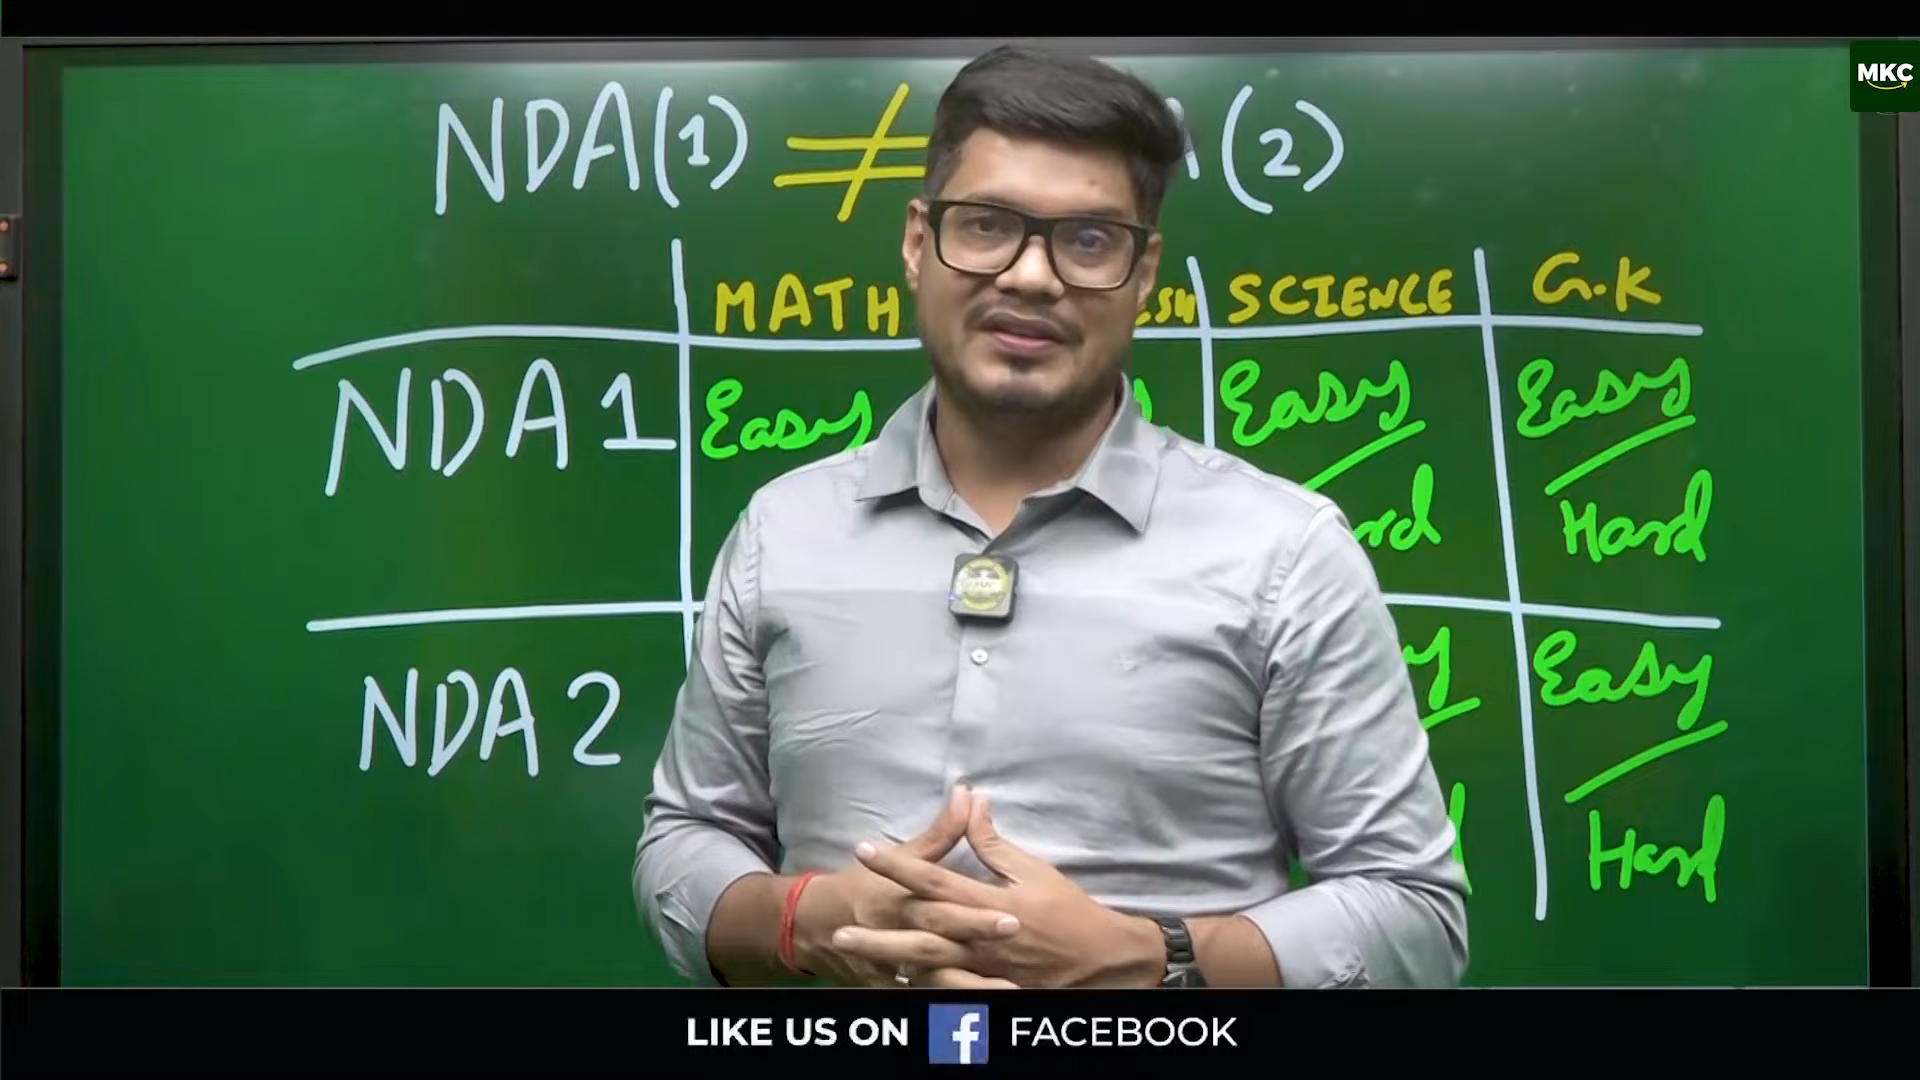 MKC
NDA(1) ≠ (2)
MATH SCIENCE G.K
NDA 1 Easy Easy Easy
Hard
NDA 2 Easy
Hard
LIKE US ON f FACEBOOK